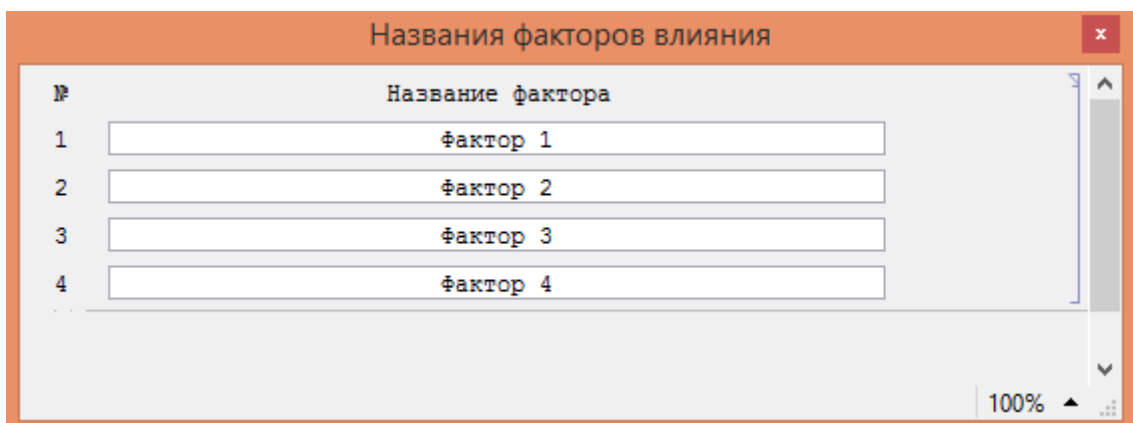 Названия факторов влияния
x
№ Название фактора
1 Фактор 1
2 Фактор 2
3 Фактор 3
4 Фактор 4
100%